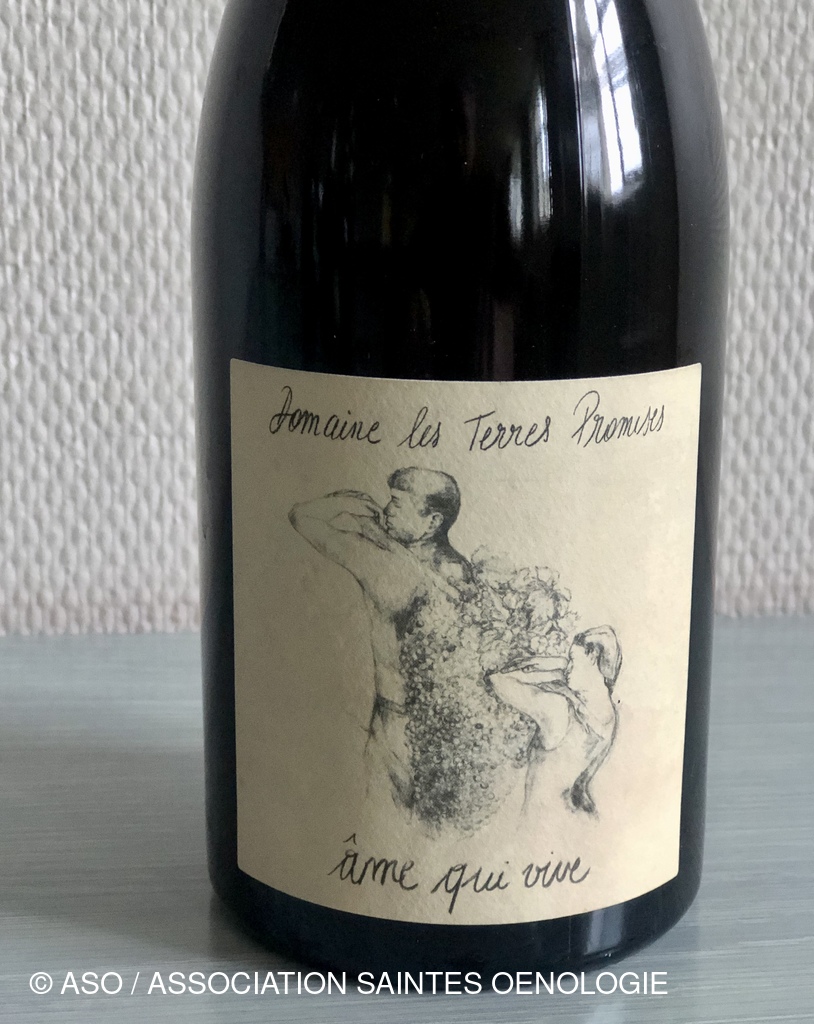 Domaine les Terres Promises
âme qui vive
© ASO / ASSOCIATION SAINTES OENOLOGIE